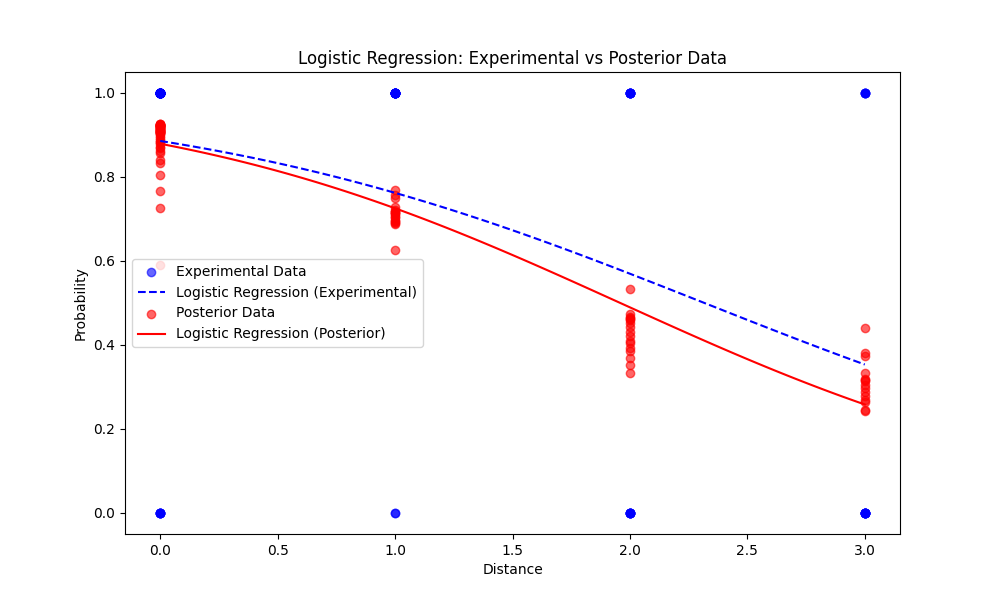 Logistic Regression: Experimental vs Posterior Data
Probability
1.0
0.8
0.6
0.4
0.2
0.0
Experimental Data
Logistic Regression (Experimental)
Posterior Data
Logistic Regression (Posterior)
0.0 0.5 1.0 1.5 2.0 2.5 3.0
Distance